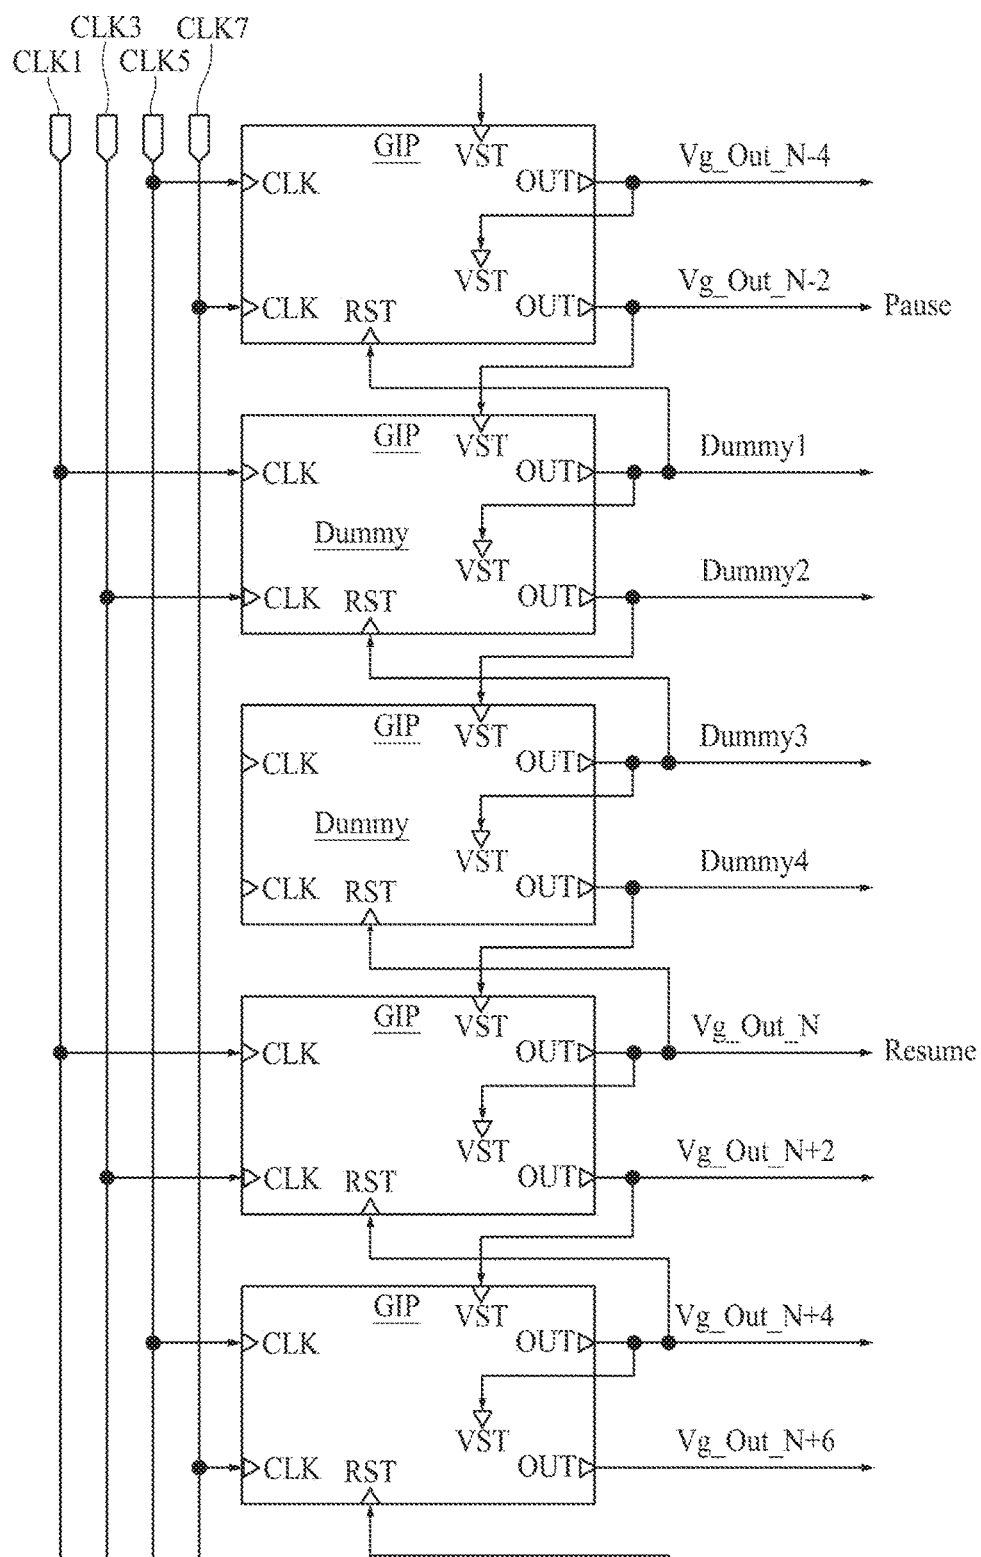 CLK3 CLK7
CLK1 CLK5
GIP VST
CLK OUT Vg_Out_N-4
VST
CLK RST OUT Vg_Out_N-2 Pause
GIP VST
CLK OUT Dummy1
Dummy
VST
CLK RST OUT Dummy2
GIP VST
CLK OUT Dummy3
Dummy
VST
CLK RST OUT Dummy4
GIP VST
CLK OUT Vg_Out_N Resume
VST
CLK RST OUT Vg_Out_N+2
GIP VST
CLK OUT Vg_Out_N+4
VST
CLK RST OUT Vg_Out_N+6